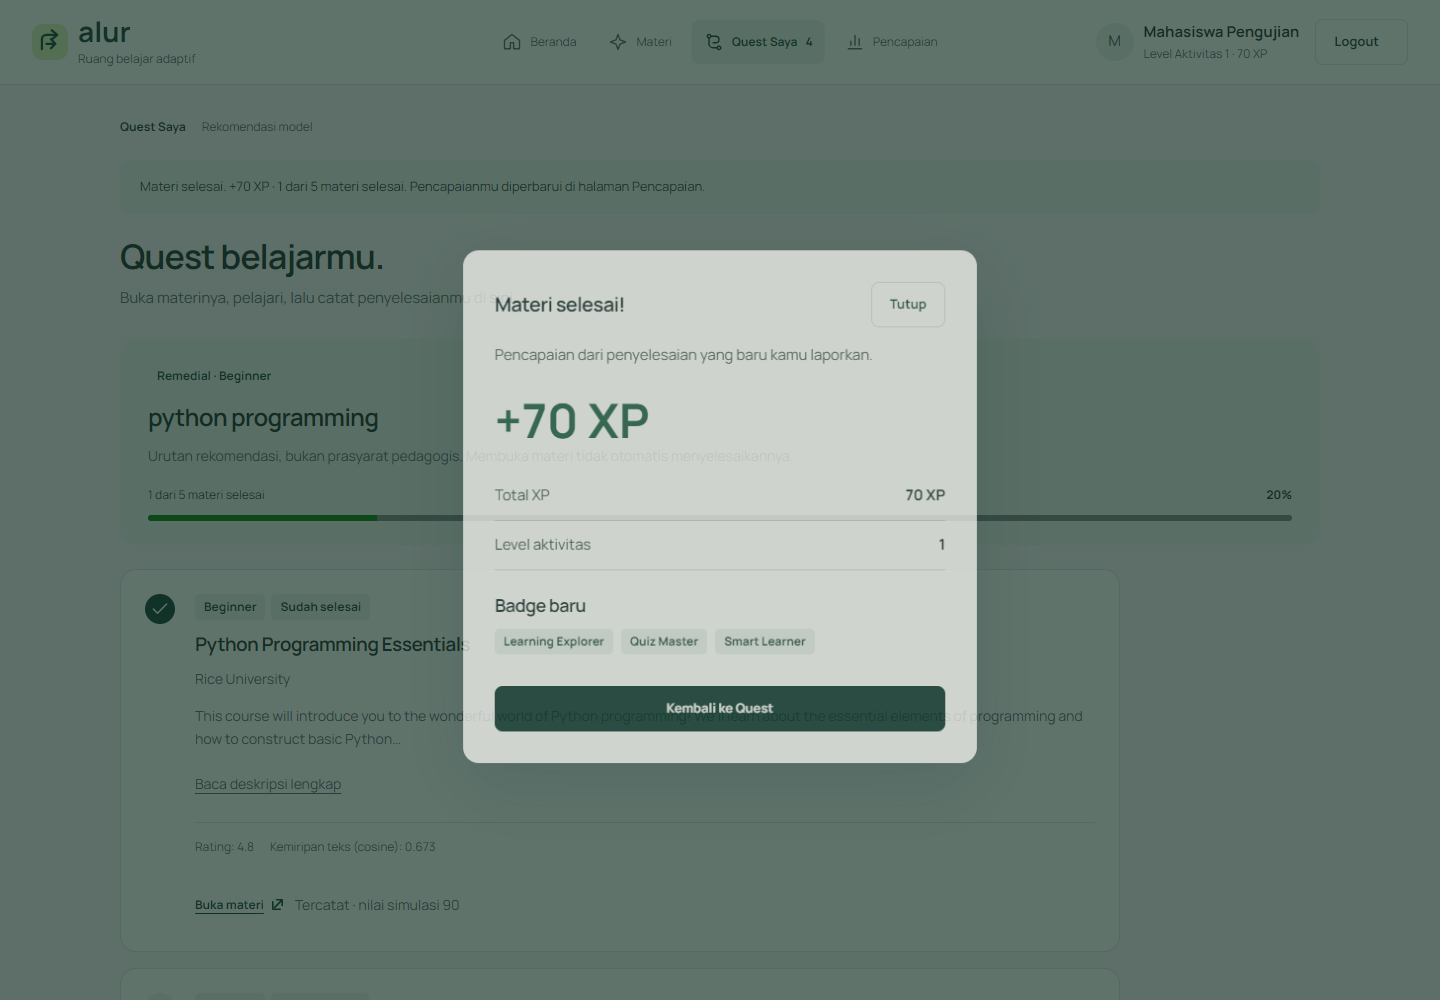 alur
Ruang belajar adaptif
Beranda
Materi
Quest Saya 4
Pencapaian
M
Mahasiswa Pengujian
Level Aktivitas 1 · 70 XP
Logout
Quest Saya
Rekomendasi model
Materi selesai. +70 XP · 1 dari 5 materi selesai. Pencapaianmu diperbarui di halaman Pencapaian.
Quest belajarmu.
Buka materinya, pelajari, lalu catat penyelesaianmu di
Remedial · Beginner
python programming
Urutan rekomendasi, bukan prasyarat pedagogis. Membuka materi tidak otomatis menyelesaikannya.
1 dari 5 materi selesai
20%
Materi selesai!
Tutup
Pencapaian dari penyelesaian yang baru kamu laporkan.
+70 XP
Total XP
70 XP
Level aktivitas
1
Badge baru
Learning Explorer
Quiz Master
Smart Learner
Kembali ke Quest
Beginner
Sudah selesai
Python Programming Essentials
Rice University
This course will introduce you to the wonderful world of Python programming! We'll learn about the essential elements of programming and
how to construct basic Python…
Baca deskripsi lengkap
Rating: 4.8
Kemiripan teks (cosine): 0.673
Buka materi
Tercatat · nilai simulasi 90